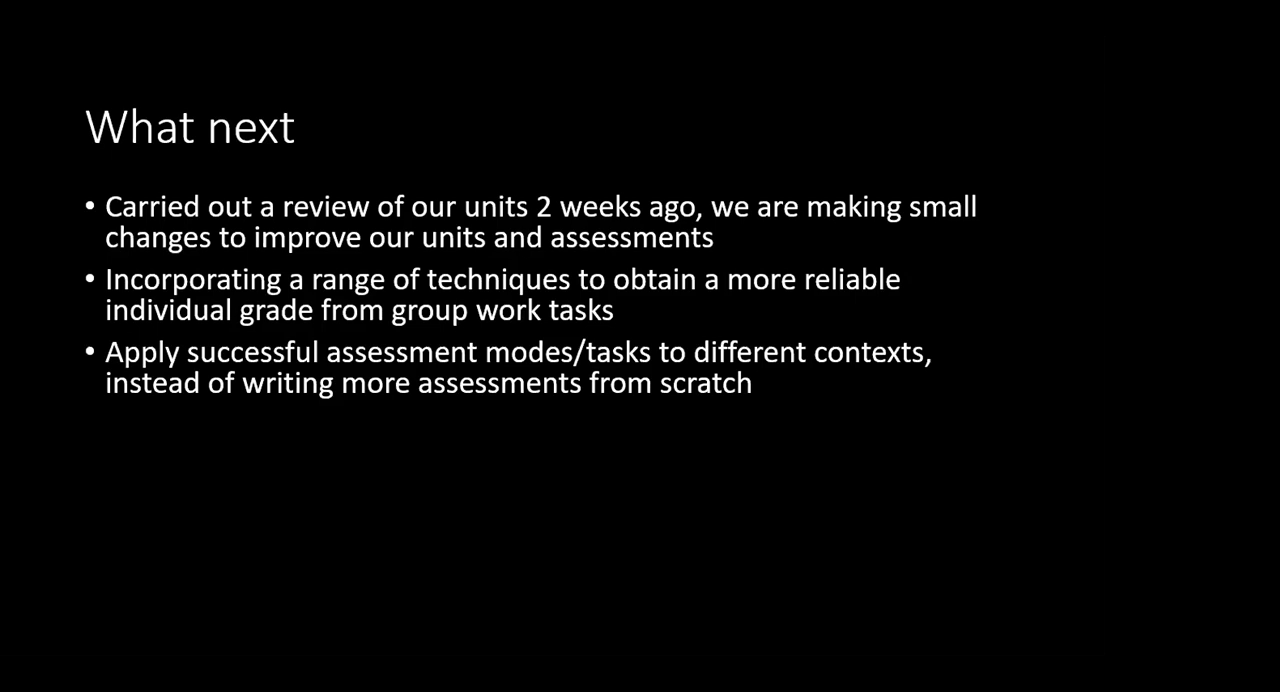 What next
• Carried out a review of our units 2 weeks ago, we are making small
changes to improve our units and assessments
• Incorporating a range of techniques to obtain a more reliable
individual grade from group work tasks
• Apply successful assessment modes/tasks to different contexts,
instead of writing more assessments from scratch